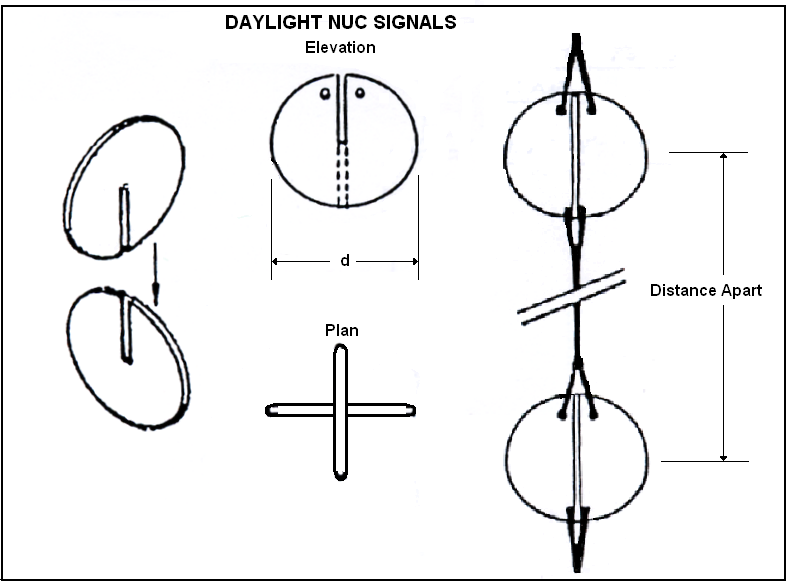 DAYLIGHT NUC SIGNALS
Elevation
d
Distance Apart
Plan